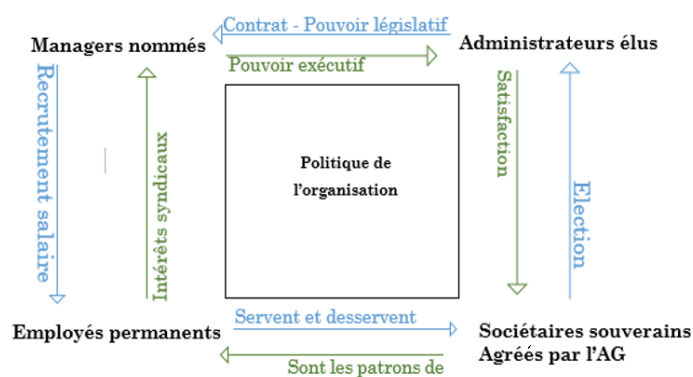 Contrat - Pouvoir législatif
Managers nommés
Administrateurs élus
Pouvoir exécutif
Recrutement salaire
Intérêts syndicaux
Politique de
l'organisation
Satisfaction
Election
Servent et desservent
Employés permanents
Sociétaires souverains
Agréés par l'AG
Sont les patrons de